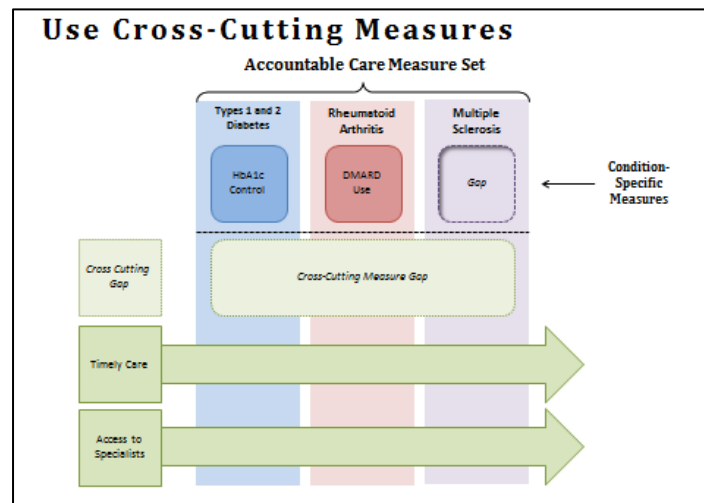 Use Cross-Cutting Measures
Accountable Care Measure Set
Types 1 and 2
Diabetes
Rheumatoid
Arthritis
Multiple
Sclerosis
HbA1c
Control
DMARD
Use
Gap
Condition-
Specific
Measures
Cross Cutting
Gap
Cross-Cutting Measure Gap
Timely Care
Access to
Specialists